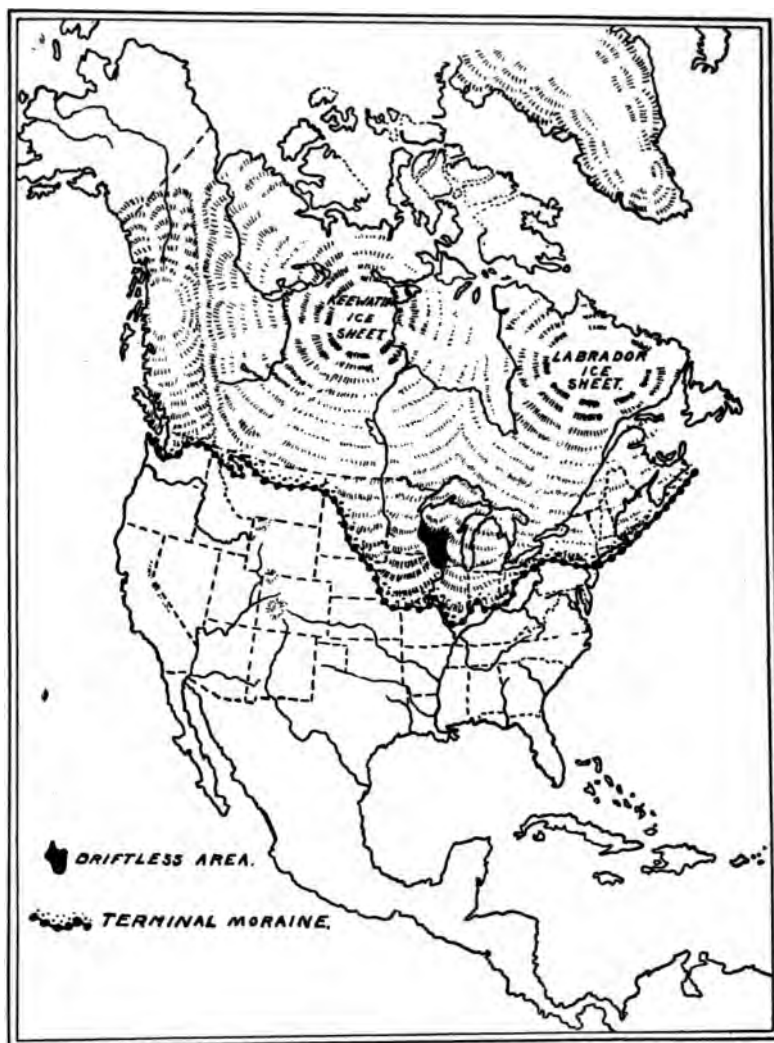 KEEWATIN
ICE
SHEET
LABRADOR
ICE
SHEET.
DRIFTLESS AREA.
TERMINAL MORAINE.